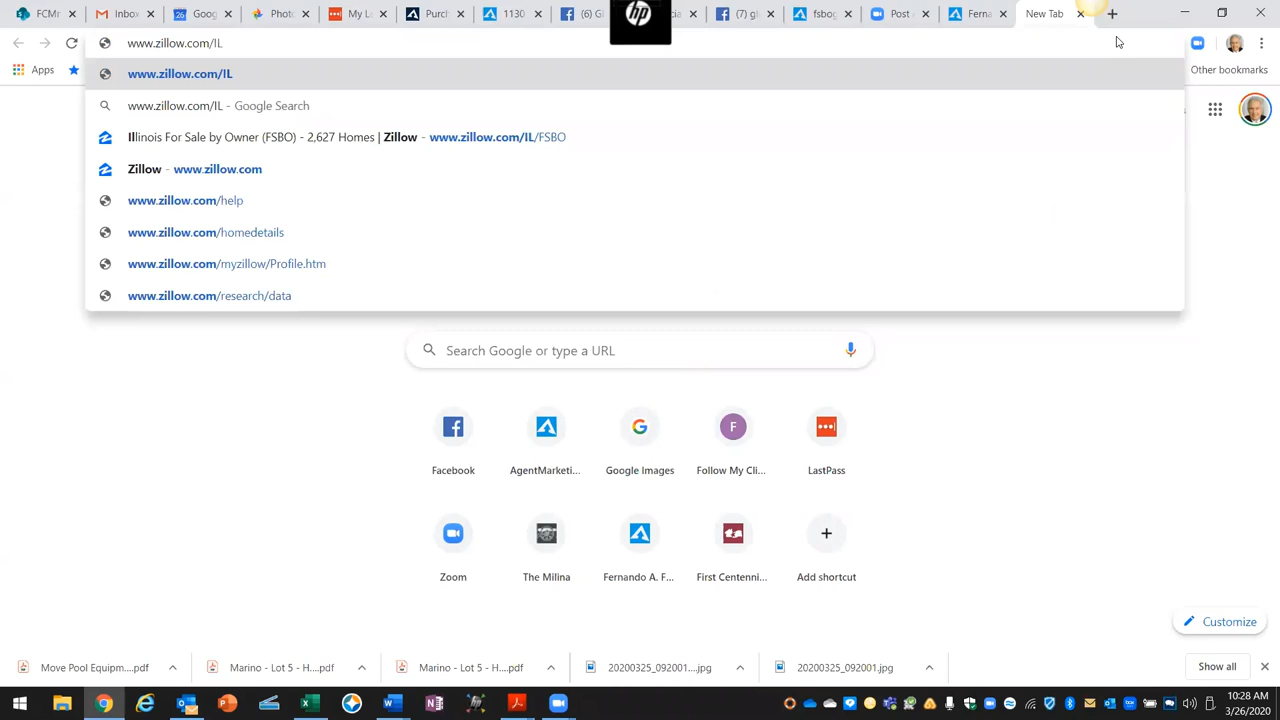 FCMr Inbox Goog Photo My Lo Purch 1130 (6) Gl (7) gl fsbog Post Ferna New Tab
hp
www.zillow.com/IL
Apps Other bookmarks
www.zillow.com/IL
www.zillow.com/IL - Google Search
Illinois For Sale by Owner (FSBO) - 2,627 Homes | Zillow - www.zillow.com/IL/FSBO
Zillow - www.zillow.com
www.zillow.com/help
www.zillow.com/homedetails
www.zillow.com/myzillow/Profile.htm
www.zillow.com/research/data
Search Google or type a URL
Facebook AgentMarketi... Google Images Follow My Cli... LastPass
F
Zoom The Milina Fernando A. F... First Centenni... Add shortcut
Customize
Move Pool Equipm....pdf Marino - Lot 5 - H....pdf Marino - Lot 5 - H....pdf 20200325_092001....jpg 20200325_092001.jpg Show all
10:28 AM
3/26/2020